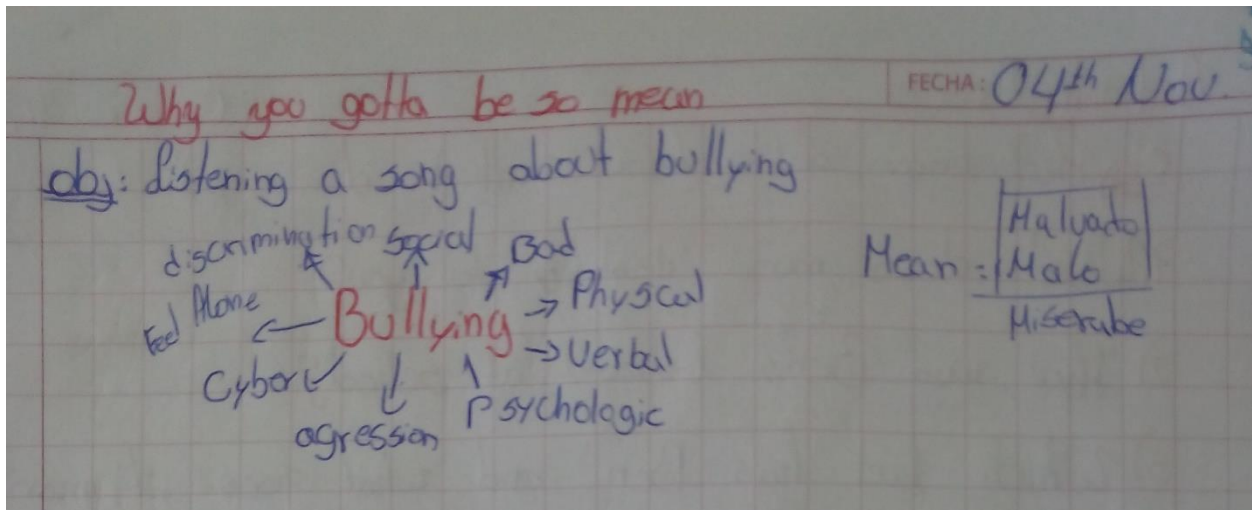 Why you gotta be so mean
FECHA: 04th Nov.
obj: listening a song about bullying
discrimination social Bad
Feel Alone
Bullying
Physcal
Verbal
Cyber
agression
Psychologic
Mean = Malvado
Malo
Miserabe